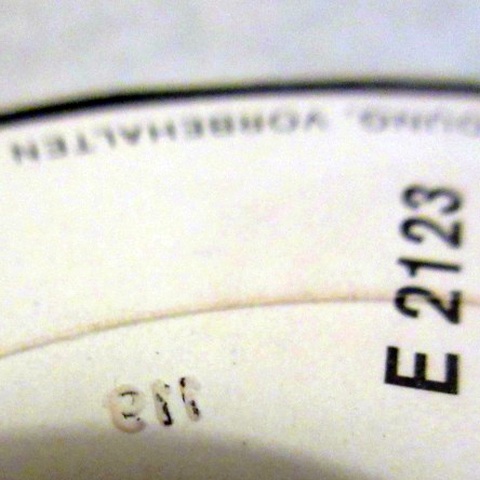 DUNG, VORBEHALTEN
E 2123